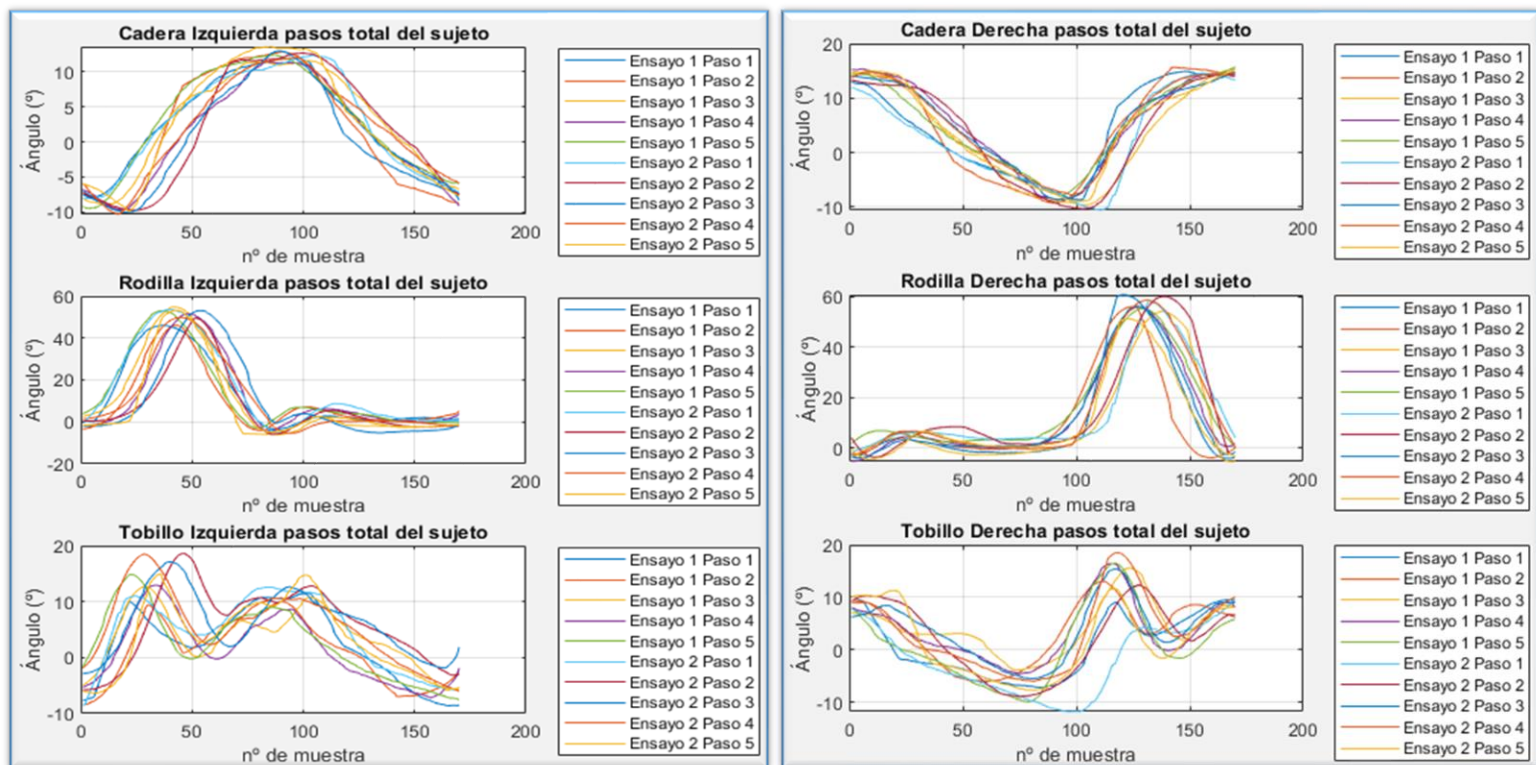 Cadera Izquierda pasos total del sujeto
10
5
0
-5
-10
Ángulo (º)
0 50 100 150 200
nº de muestra
Ensayo 1 Paso 1
Ensayo 1 Paso 2
Ensayo 1 Paso 3
Ensayo 1 Paso 4
Ensayo 1 Paso 5
Ensayo 2 Paso 1
Ensayo 2 Paso 2
Ensayo 2 Paso 3
Ensayo 2 Paso 4
Ensayo 2 Paso 5
Rodilla Izquierda pasos total del sujeto
60
40
20
0
-20
Ángulo (º)
0 50 100 150 200
nº de muestra
Ensayo 1 Paso 1
Ensayo 1 Paso 2
Ensayo 1 Paso 3
Ensayo 1 Paso 4
Ensayo 1 Paso 5
Ensayo 2 Paso 1
Ensayo 2 Paso 2
Ensayo 2 Paso 3
Ensayo 2 Paso 4
Ensayo 2 Paso 5
Tobillo Izquierda pasos total del sujeto
20
10
0
-10
Ángulo (º)
0 50 100 150 200
nº de muestra
Ensayo 1 Paso 1
Ensayo 1 Paso 2
Ensayo 1 Paso 3
Ensayo 1 Paso 4
Ensayo 1 Paso 5
Ensayo 2 Paso 1
Ensayo 2 Paso 2
Ensayo 2 Paso 3
Ensayo 2 Paso 4
Ensayo 2 Paso 5
Cadera Derecha pasos total del sujeto
20
10
0
-10
Ángulo (º)
0 50 100 150 200
nº de muestra
Ensayo 1 Paso 1
Ensayo 1 Paso 2
Ensayo 1 Paso 3
Ensayo 1 Paso 4
Ensayo 1 Paso 5
Ensayo 2 Paso 1
Ensayo 2 Paso 2
Ensayo 2 Paso 3
Ensayo 2 Paso 4
Ensayo 2 Paso 5
Rodilla Derecha pasos total del sujeto
60
40
20
0
Ángulo (º)
0 50 100 150 200
nº de muestra
Ensayo 1 Paso 1
Ensayo 1 Paso 2
Ensayo 1 Paso 3
Ensayo 1 Paso 4
Ensayo 1 Paso 5
Ensayo 2 Paso 1
Ensayo 2 Paso 2
Ensayo 2 Paso 3
Ensayo 2 Paso 4
Ensayo 2 Paso 5
Tobillo Derecha pasos total del sujeto
20
10
0
-10
Ángulo (º)
0 50 100 150 200
nº de muestra
Ensayo 1 Paso 1
Ensayo 1 Paso 2
Ensayo 1 Paso 3
Ensayo 1 Paso 4
Ensayo 1 Paso 5
Ensayo 2 Paso 1
Ensayo 2 Paso 2
Ensayo 2 Paso 3
Ensayo 2 Paso 4
Ensayo 2 Paso 5